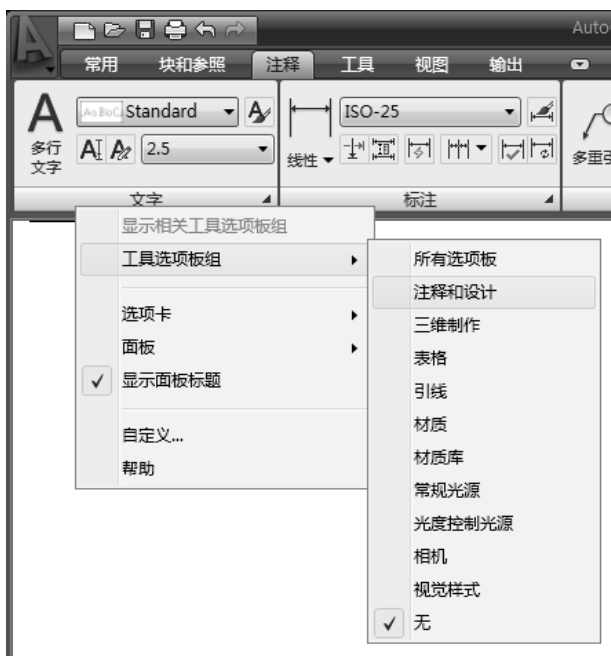 Auto
常用 块和参照 注释 工具 视图 输出
A Standard ISO-25
多行
文字 2.5 线性 多重引
文字 标注
显示相关工具选项板组
工具选项板组
选项卡
面板
显示面板标题
自定义...
帮助
所有选项板
注释和设计
三维制作
表格
引线
材质
材质库
常规光源
光度控制光源
相机
视觉样式
无